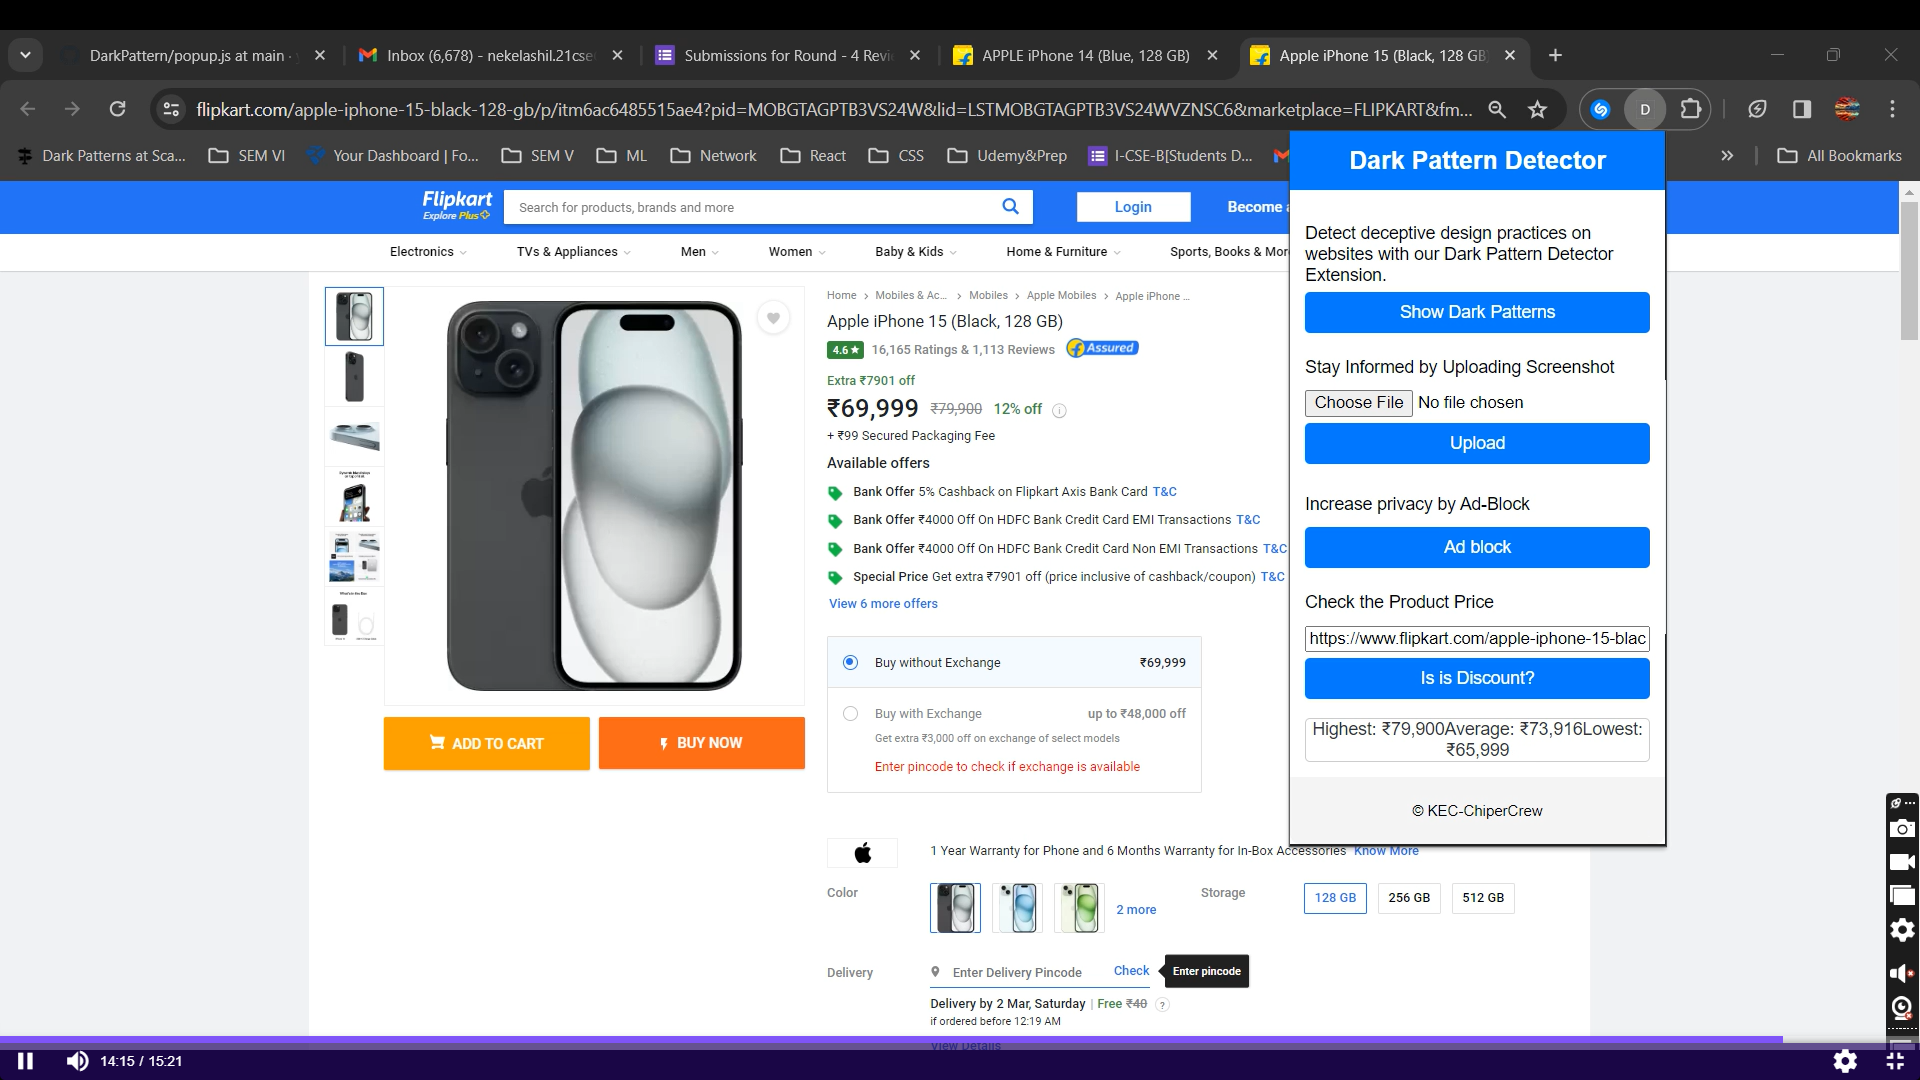 DarkPattern/popup.js at main ·
Inbox (6,678) - nekelashil.21cse
Submissions for Round - 4 Revie
APPLE iPhone 14 (Blue, 128 GB)
Apple iPhone 15 (Black, 128 GB
flipkart.com/apple-iphone-15-black-128-gb/p/itm6ac6485515ae4?pid=MOBGTAGPTB3VS24W&lid=LSTMOBGTAGPTB3VS24WVZNSC6&marketplace=FLIPKART&fm...
D
Dark Patterns at Sca...
SEM VI
Your Dashboard | Fo...
SEM V
ML
Network
React
CSS
Udemy&Prep
I-CSE-B[Students D...
All Bookmarks
Flipkart
Explore Plus
Search for products, brands and more
Login
Become a
Electronics
TVs & Appliances
Men
Women
Baby & Kids
Home & Furniture
Sports, Books & Mor
Home
Mobiles & Ac...
Mobiles
Apple Mobiles
Apple iPhone ...
Apple iPhone 15 (Black, 128 GB)
4.6★ 16,165 Ratings & 1,113 Reviews Assured
Extra ₹7901 off
₹69,999 ₹79,900 12% off
+ ₹99 Secured Packaging Fee
Available offers
Bank Offer 5% Cashback on Flipkart Axis Bank Card T&C
Bank Offer ₹4000 Off On HDFC Bank Credit Card EMI Transactions T&C
Bank Offer ₹4000 Off On HDFC Bank Credit Card Non EMI Transactions T&C
Special Price Get extra ₹7901 off (price inclusive of cashback/coupon) T&C
View 6 more offers
Buy without Exchange ₹69,999
Buy with Exchange up to ₹48,000 off
Get extra ₹3,000 off on exchange of select models
Enter pincode to check if exchange is available
ADD TO CART
BUY NOW
1 Year Warranty for Phone and 6 Months Warranty for In-Box Accessories Know More
Color
2 more
Storage
128 GB
256 GB
512 GB
Delivery
Enter Delivery Pincode
Check
Enter pincode
Delivery by 2 Mar, Saturday | Free ₹40 ?
if ordered before 12:19 AM
View Details
Dark Pattern Detector
Detect deceptive design practices on
websites with our Dark Pattern Detector
Extension.
Show Dark Patterns
Stay Informed by Uploading Screenshot
Choose File No file chosen
Upload
Increase privacy by Ad-Block
Ad block
Check the Product Price
https://www.flipkart.com/apple-iphone-15-blac
Is is Discount?
Highest: ₹79,900Average: ₹73,916Lowest:
₹65,999
© KEC-ChiperCrew
14:15 / 15:21